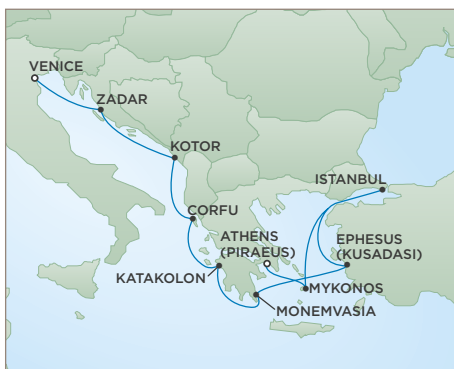 VENICE
ZADAR
KOTOR
ISTANBUL
CORFU
ATHENS
(PIRAEUS)
EPHESUS
(KUSADASI)
KATAKOLON
MYKONOS
MONEMVASIA